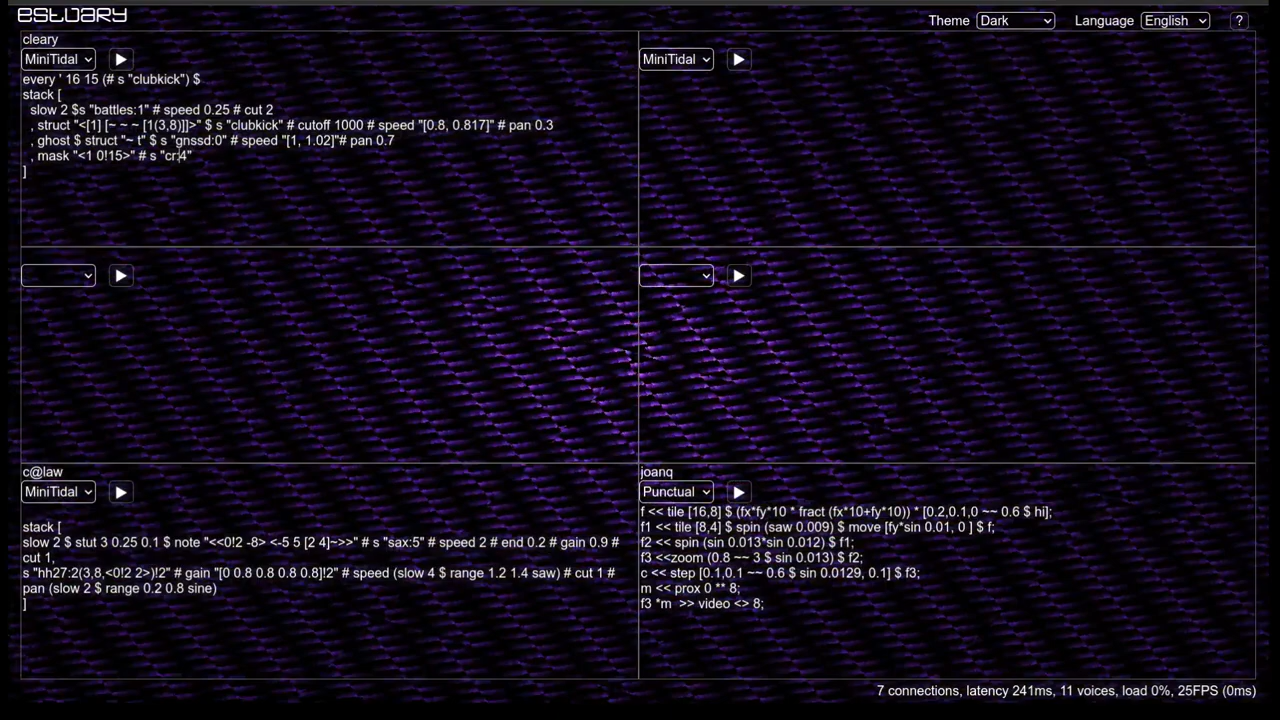 estuary
Theme Dark Language English ?
cleary
MiniTidal
every ' 16 15 (# s "clubkick") $
stack [
slow 2 $s "battles:1" # speed 0.25 # cut 2
, struct "<[1] [~ ~ ~ [1(3,8)]]>" $ s "clubkick" # cutoff 1000 # speed "[0.8, 0.817]" # pan 0.3
, ghost $ struct "~ t" $ s "gnssd:0" # speed "[1, 1.02]"# pan 0.7
, mask "<1 0!15>" # s "cr:4"
]
MiniTidal
c@law
MiniTidal
stack [
slow 2 $ stut 3 0.25 0.1 $ note "<<0!2 -8> <-5 5 [2 4]~>>" # s "sax:5" # speed 2 # end 0.2 # gain 0.9 #
cut 1,
s "hh27:2(3,8,<0!2 2>)!2" # gain "[0 0.8 0.8 0.8 0.8]!2" # speed (slow 4 $ range 1.2 1.4 saw) # cut 1 #
pan (slow 2 $ range 0.2 0.8 sine)
]
joanq
Punctual
f << tile [16,8] $ (fx*fy*10 * fract (fx*10+fy*10)) * [0.2,0.1,0 ~~ 0.6 $ hi];
f1 << tile [8,4] $ spin (saw 0.009) $ move [fy*sin 0.01, 0 ] $ f;
f2 << spin (sin 0.013*sin 0.012) $ f1;
f3 <<zoom (0.8 ~~ 3 $ sin 0.013) $ f2;
c << step [0.1,0.1 ~~ 0.6 $ sin 0.0129, 0.1] $ f3;
m << prox 0 ** 8;
f3 *m >> video <> 8;
7 connections, latency 241ms, 11 voices, load 0%, 25FPS (0ms)